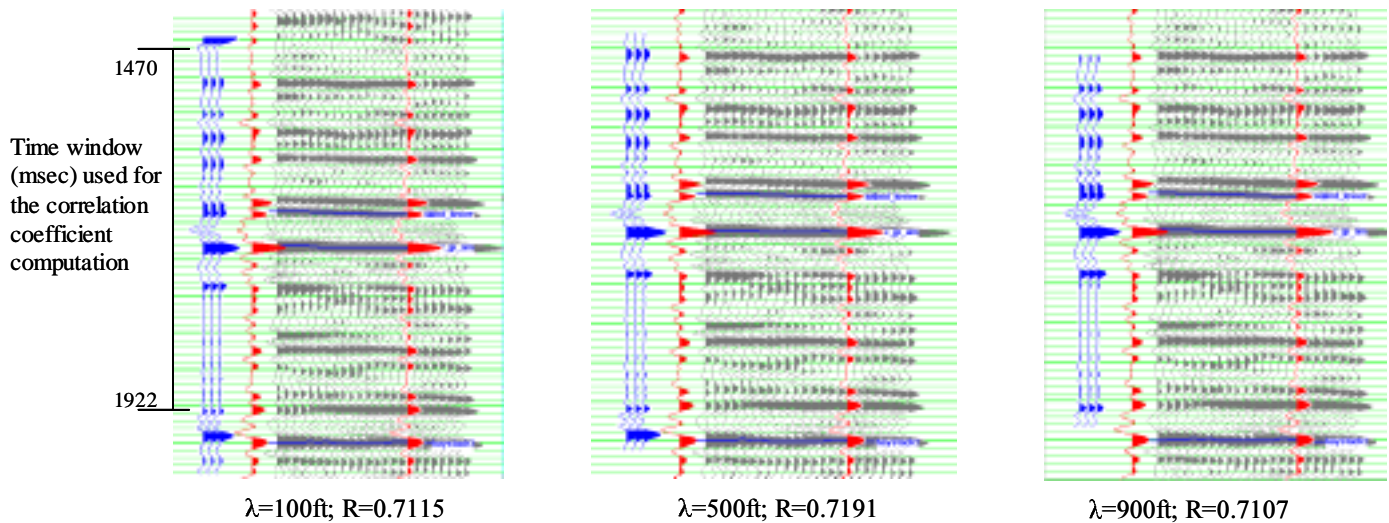 1470
Time window
(msec) used for
the correlation
coefficient
computation
1922
λ=100ft; R=0.7115
λ=500ft; R=0.7191
λ=900ft; R=0.7107